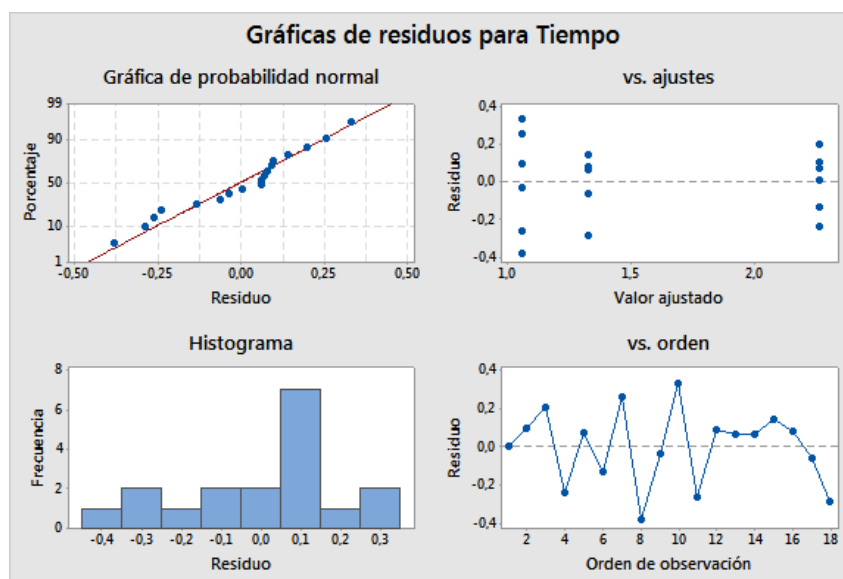 Gráficas de residuos para Tiempo
Gráfica de probabilidad normal
99
90
50
10
1
Porcentaje
-0,50 -0,25 0,00 0,25 0,50
Residuo
vs. ajustes
0,4
0,2
0,0
-0,2
-0,4
Residuo
1,0 1,5 2,0
Valor ajustado
Histograma
8
6
4
2
0
Frecuencia
-0,4 -0,3 -0,2 -0,1 0,0 0,1 0,2 0,3
Residuo
vs. orden
0,4
0,2
0,0
-0,2
-0,4
Residuo
2 4 6 8 10 12 14 16 18
Orden de observación